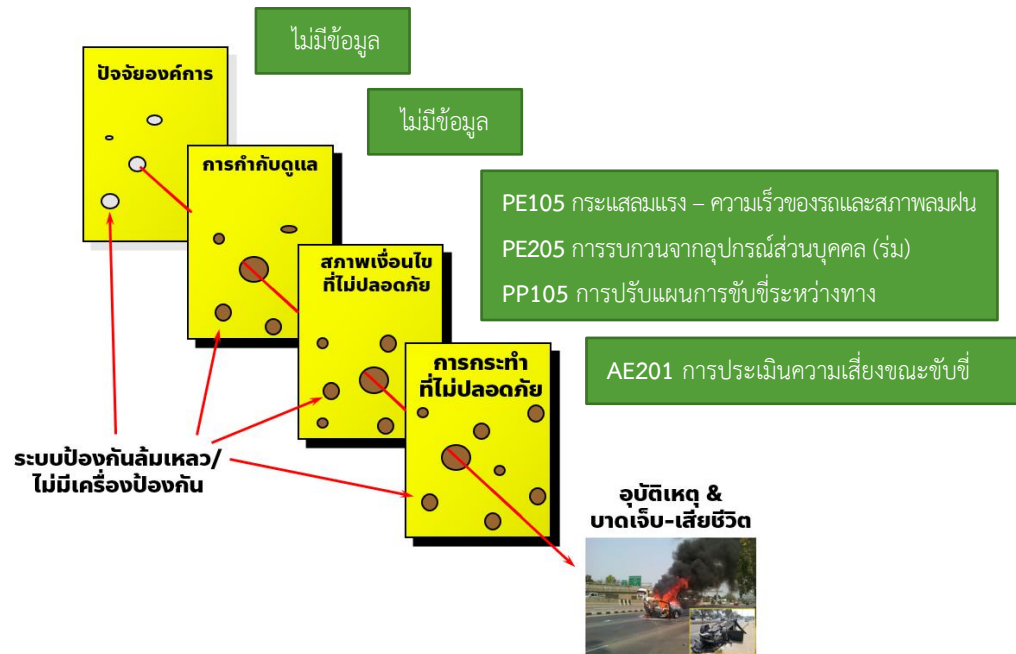 ไม่มีข้อมูล
ปัจจัยองค์การ
ไม่มีข้อมูล
การกำกับดูแล
PE105 กระแสลมแรง – ความเร็วของรถและสภาพลมฝน
PE205 การรบกวนจากอุปกรณ์ส่วนบุคคล (ร่ม)
PP105 การปรับแผนการขับขี่ระหว่างทาง
สภาพเงื่อนไข
ที่ไม่ปลอดภัย
การกระทำ
ที่ไม่ปลอดภัย
AE201 การประเมินความเสี่ยงขณะขับขี่
ระบบป้องกันล้มเหลว/
ไม่มีเครื่องป้องกัน
อุบัติเหตุ &
บาดเจ็บ-เสียชีวิต